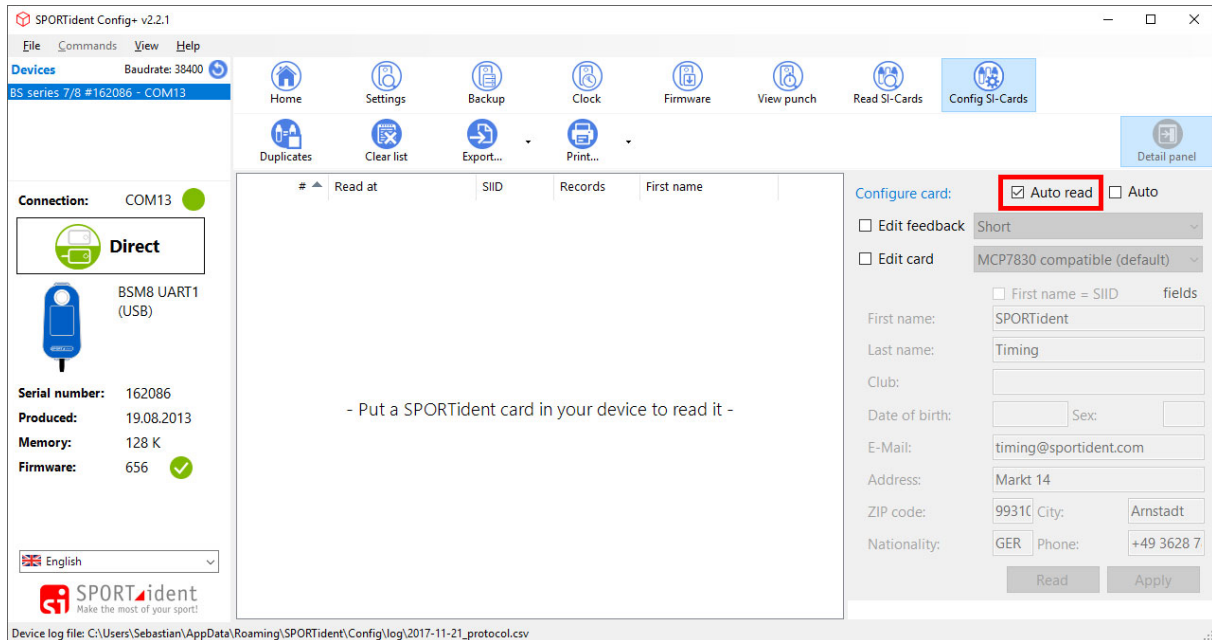 SPORTident Config+ v2.2.1
File Commands View Help
Devices Baudrate: 38400
BS series 7/8 #162086 - COM13
Home Settings Backup Clock Firmware View punch Read SI-Cards Config SI-Cards
Duplicates Clear list Export... Print... Detail panel
Connection: COM13
Direct
BSM8 UART1
(USB)
Serial number: 162086
Produced: 19.08.2013
Memory: 128 K
Firmware: 656
English
SPORTident
Make the most of your sport!
# Read at SIID Records First name
- Put a SPORTident card in your device to read it -
Configure card: Auto read Auto
Edit feedback Short
Edit card MCP7830 compatible (default)
First name = SIID fields
First name: SPORTident
Last name: Timing
Club:
Date of birth: Sex:
E-Mail: timing@sportident.com
Address: Markt 14
ZIP code: 9931 City: Arnstadt
Nationality: GER Phone: +49 3628 7
Read Apply
Device log file: C:\Users\Sebastian\AppData\Roaming\SPORTident\Config\log\2017-11-21_protocol.csv